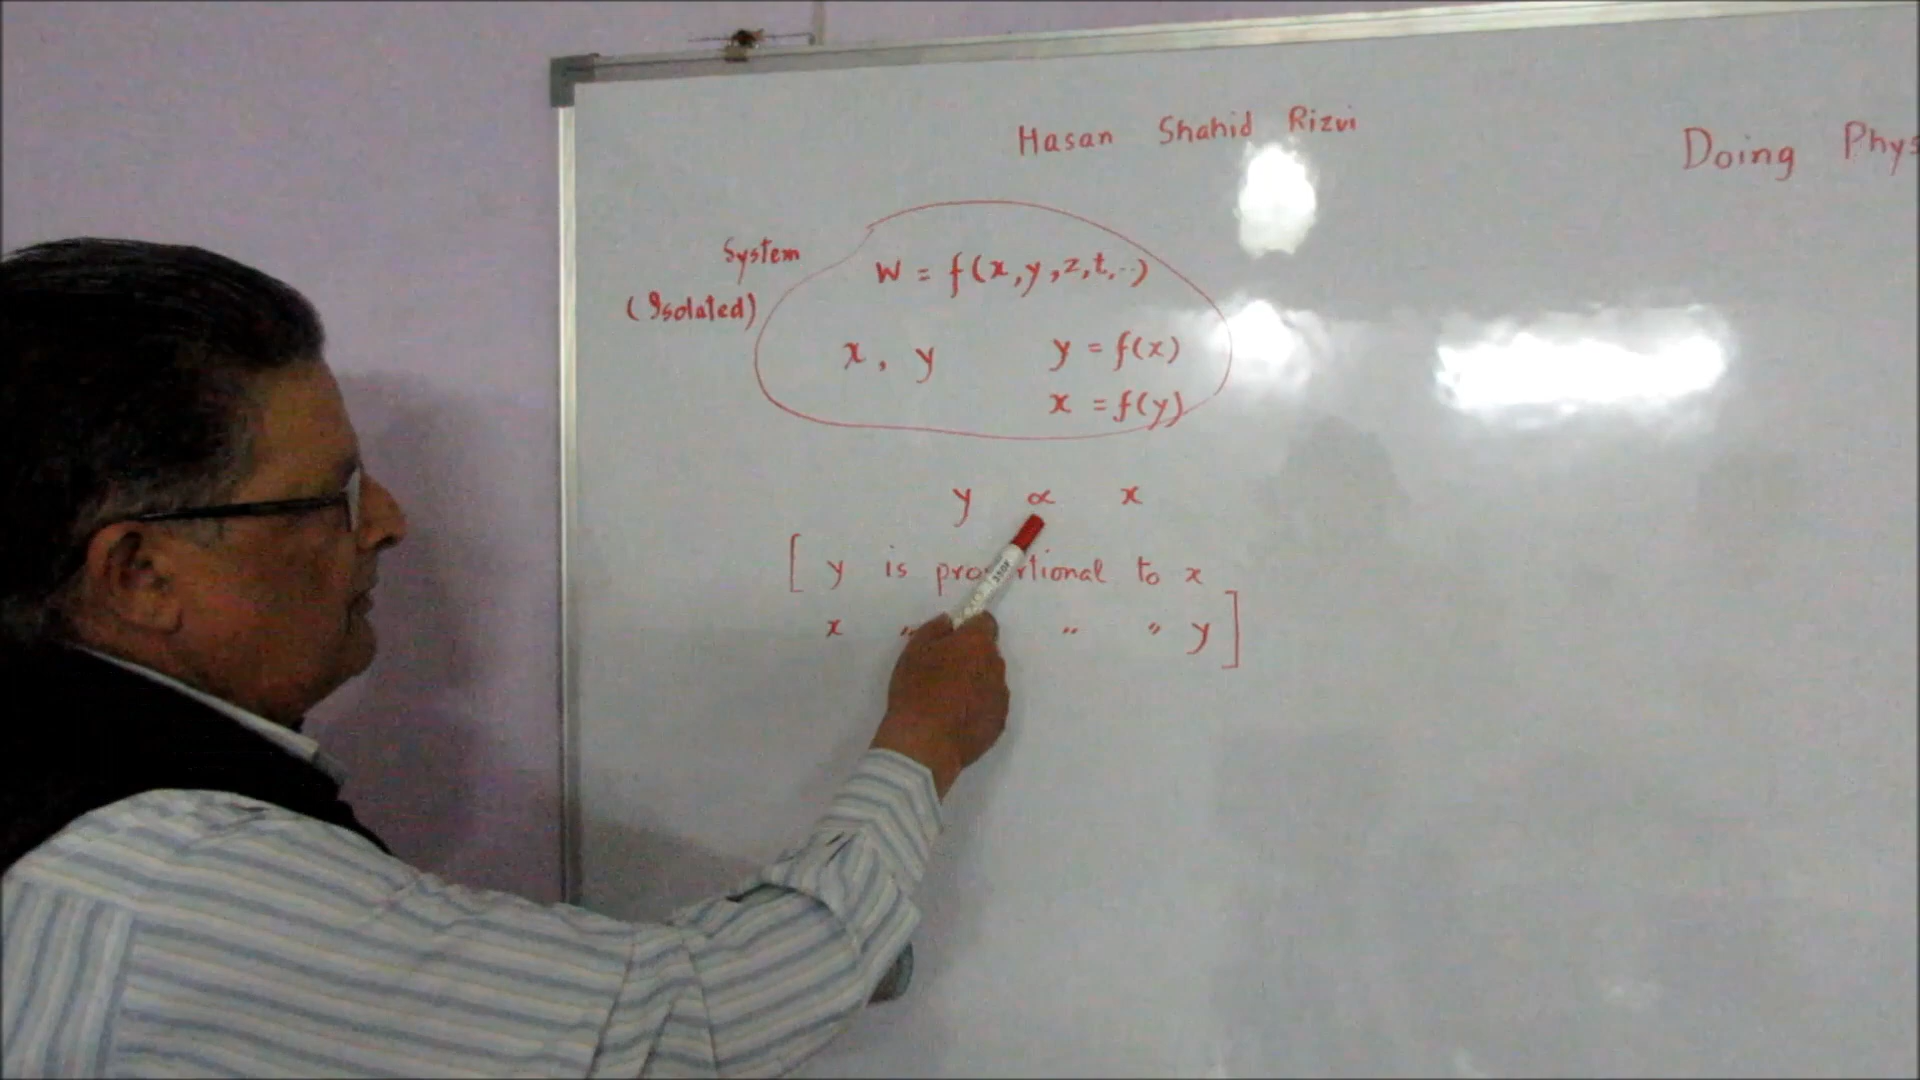 Hasan Shahid Rizvi
Doing Phys
System
(Isolated)
W = f(x, y, z, t, ..)
x, y
y = f(x)
x = f(y)
y ∝ x
[ y is pro rtional to x
x " " " y ]